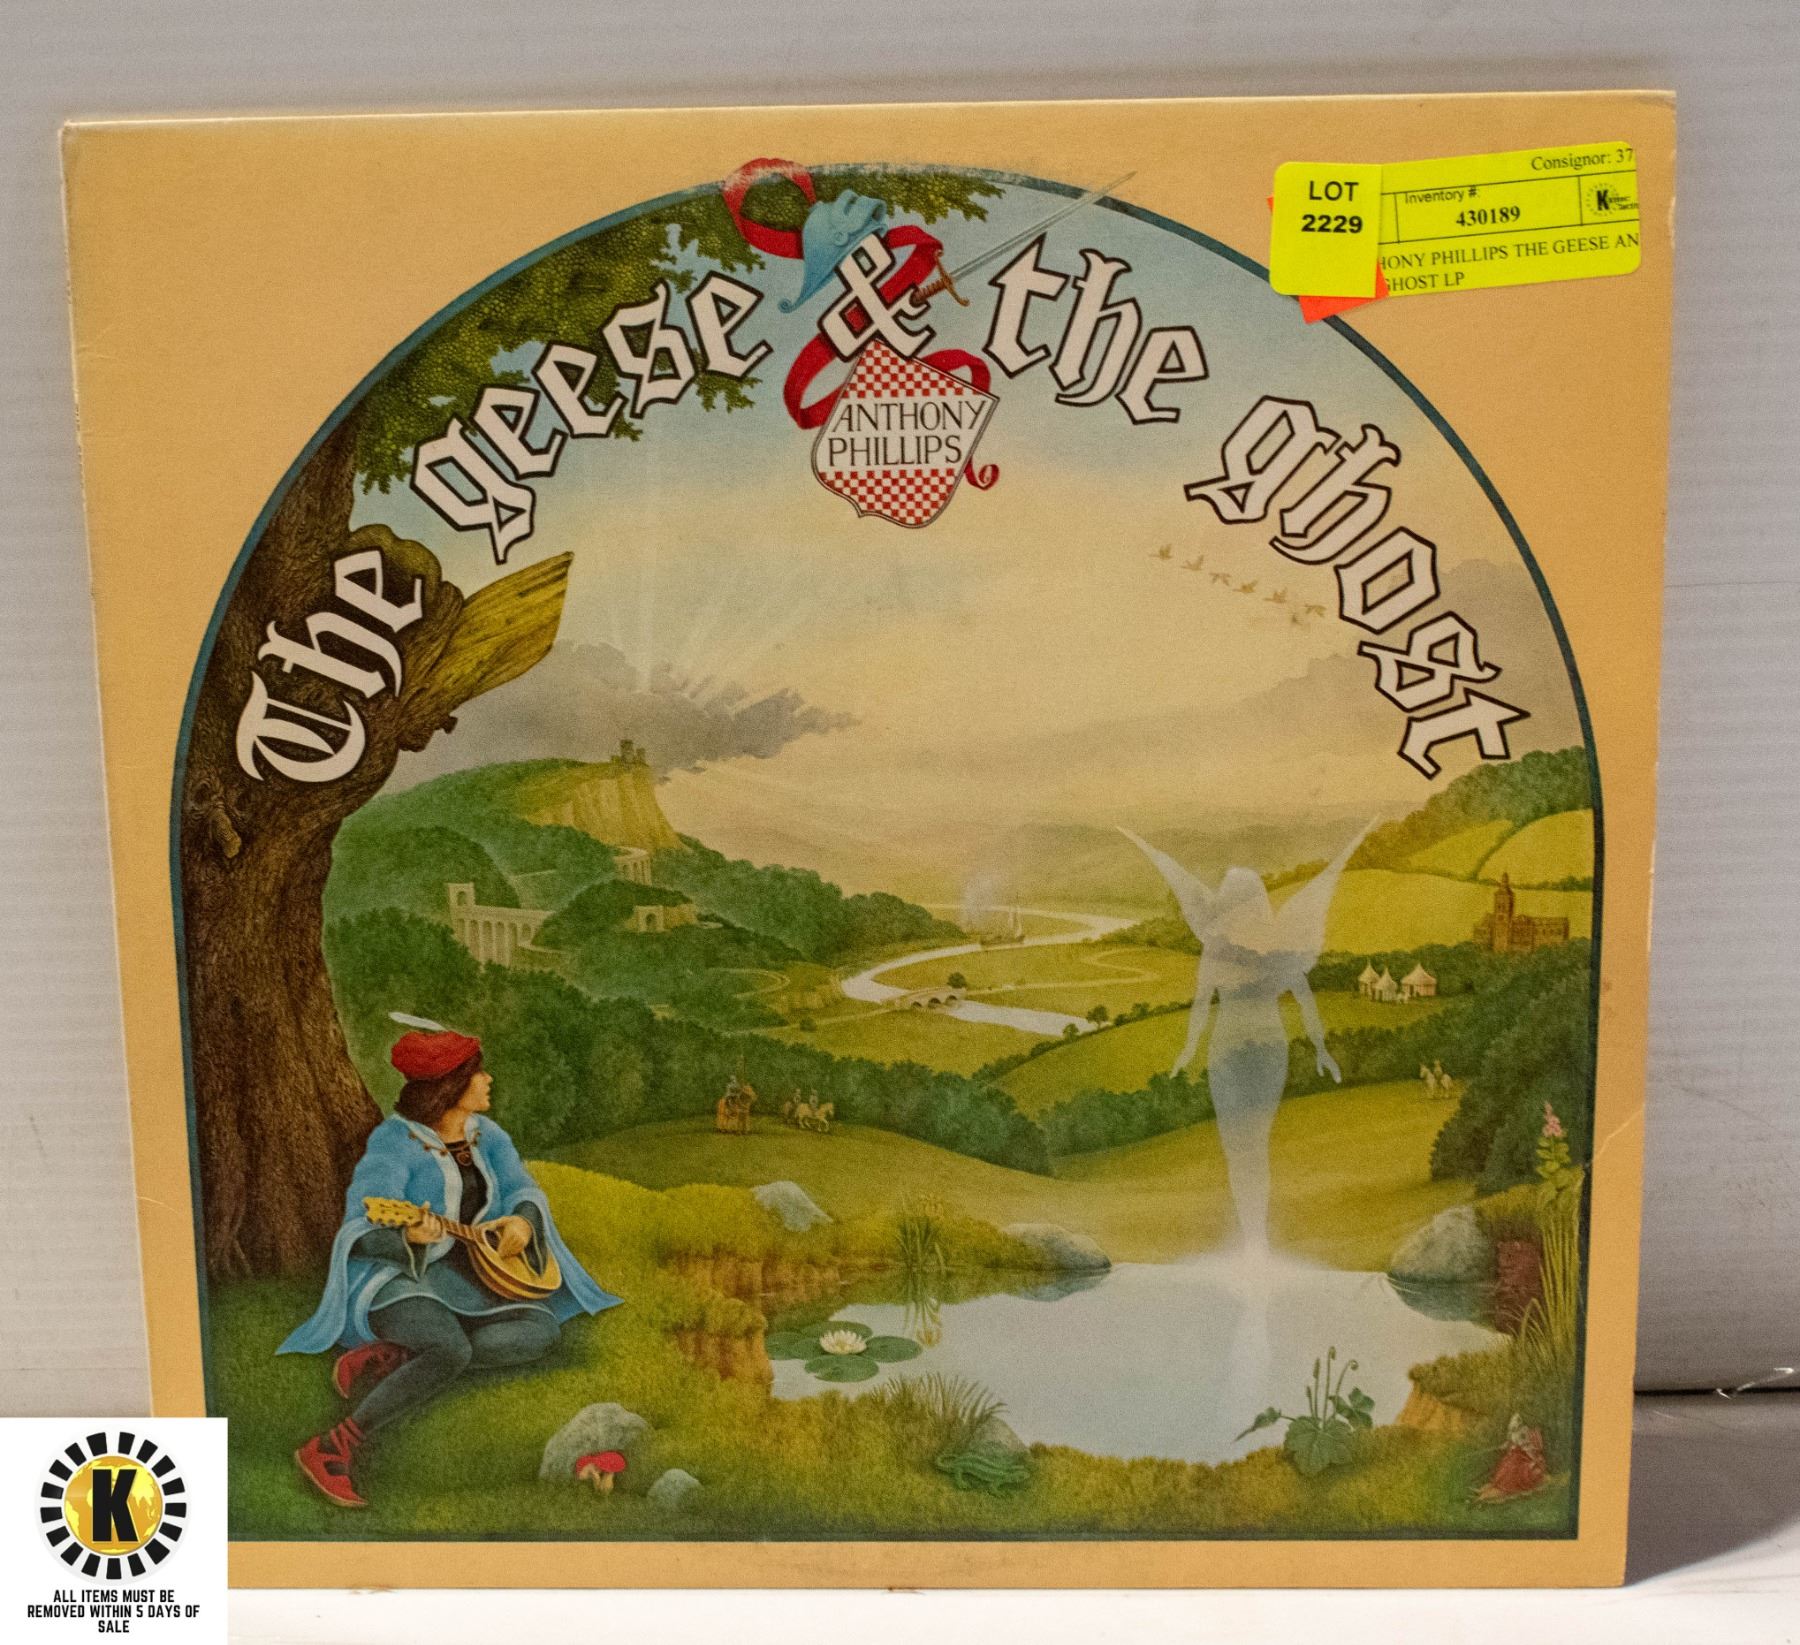 The geese & the ghost
ANTHONY
PHILLIPS
LOT
2229
Consignor: 37
Inventory #:
430189
HONY PHILLIPS THE GEESE AN
GHOST LP
K
ALL ITEMS MUST BE
REMOVED WITHIN 5 DAYS OF
SALE